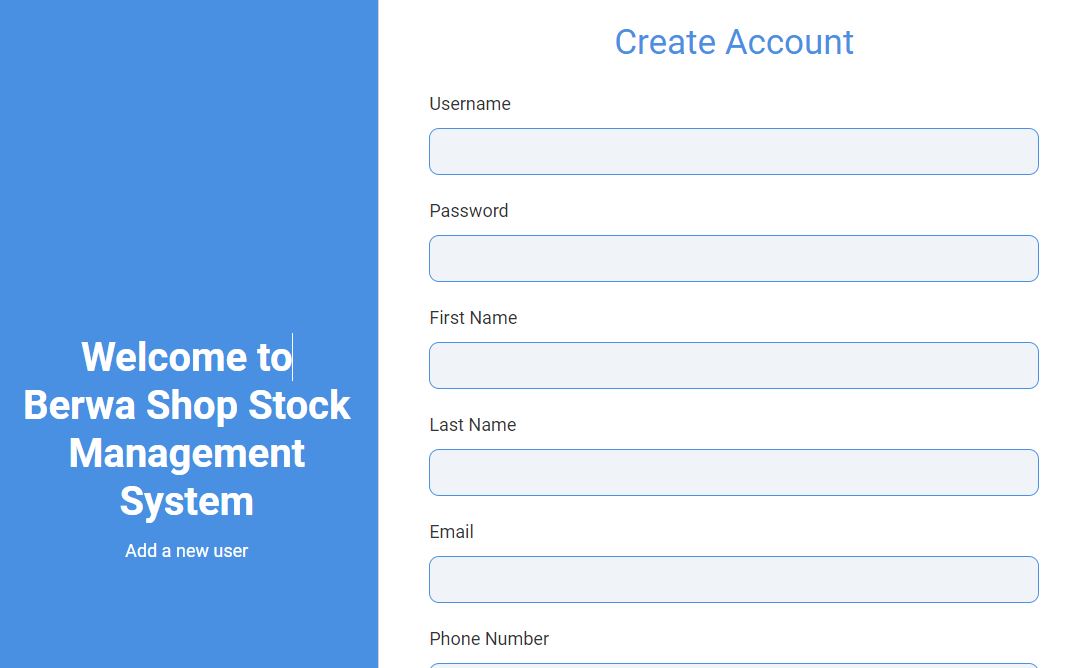 Welcome to
Berwa Shop Stock
Management
System
Add a new user
Create Account
Username
Password
First Name
Last Name
Email
Phone Number